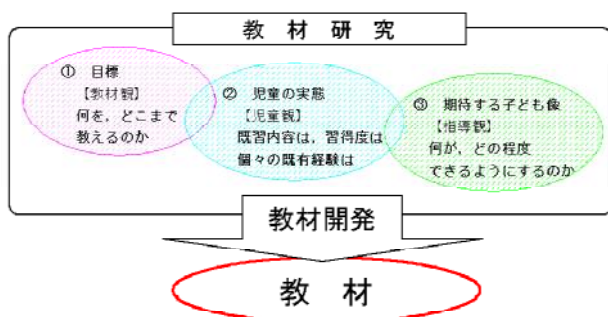 教 材 研 究
① 目標
【教材観】
何を，どこまで
教えるのか
② 児童の実態
【児童観】
既習内容は，習得度は
個々の既有経験は
③ 期待する子ども像
【指導観】
何が，どの程度
できるようにするのか
教材開発
教 材